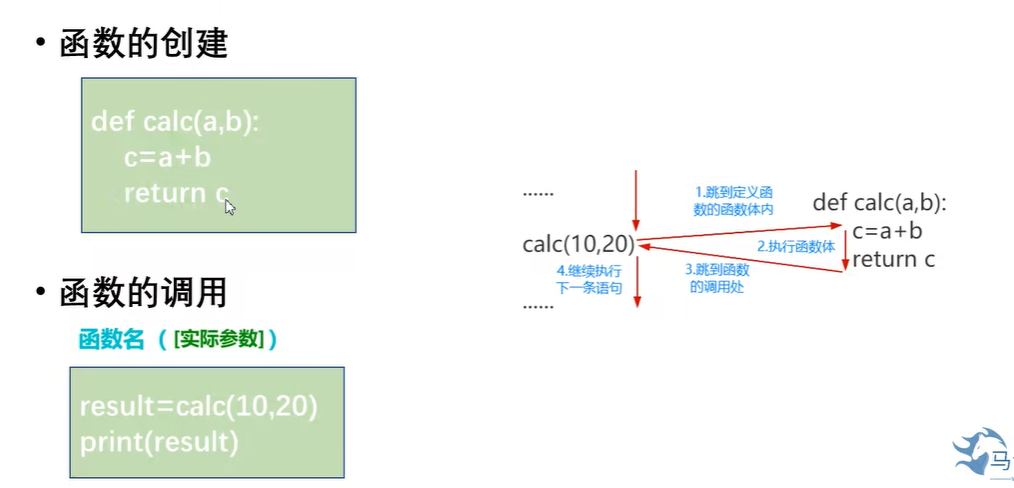 • 函数的创建
def calc(a,b):
c=a+b
return c
• 函数的调用
函数名（[实际参数]）
result=calc(10,20)
print(result)
......
calc(10,20)
4.继续执行
下一条语句
......
1.跳到定义函
数的函数体内
2.执行函数体
3.跳到函数
的调用处
def calc(a,b):
c=a+b
return c
马